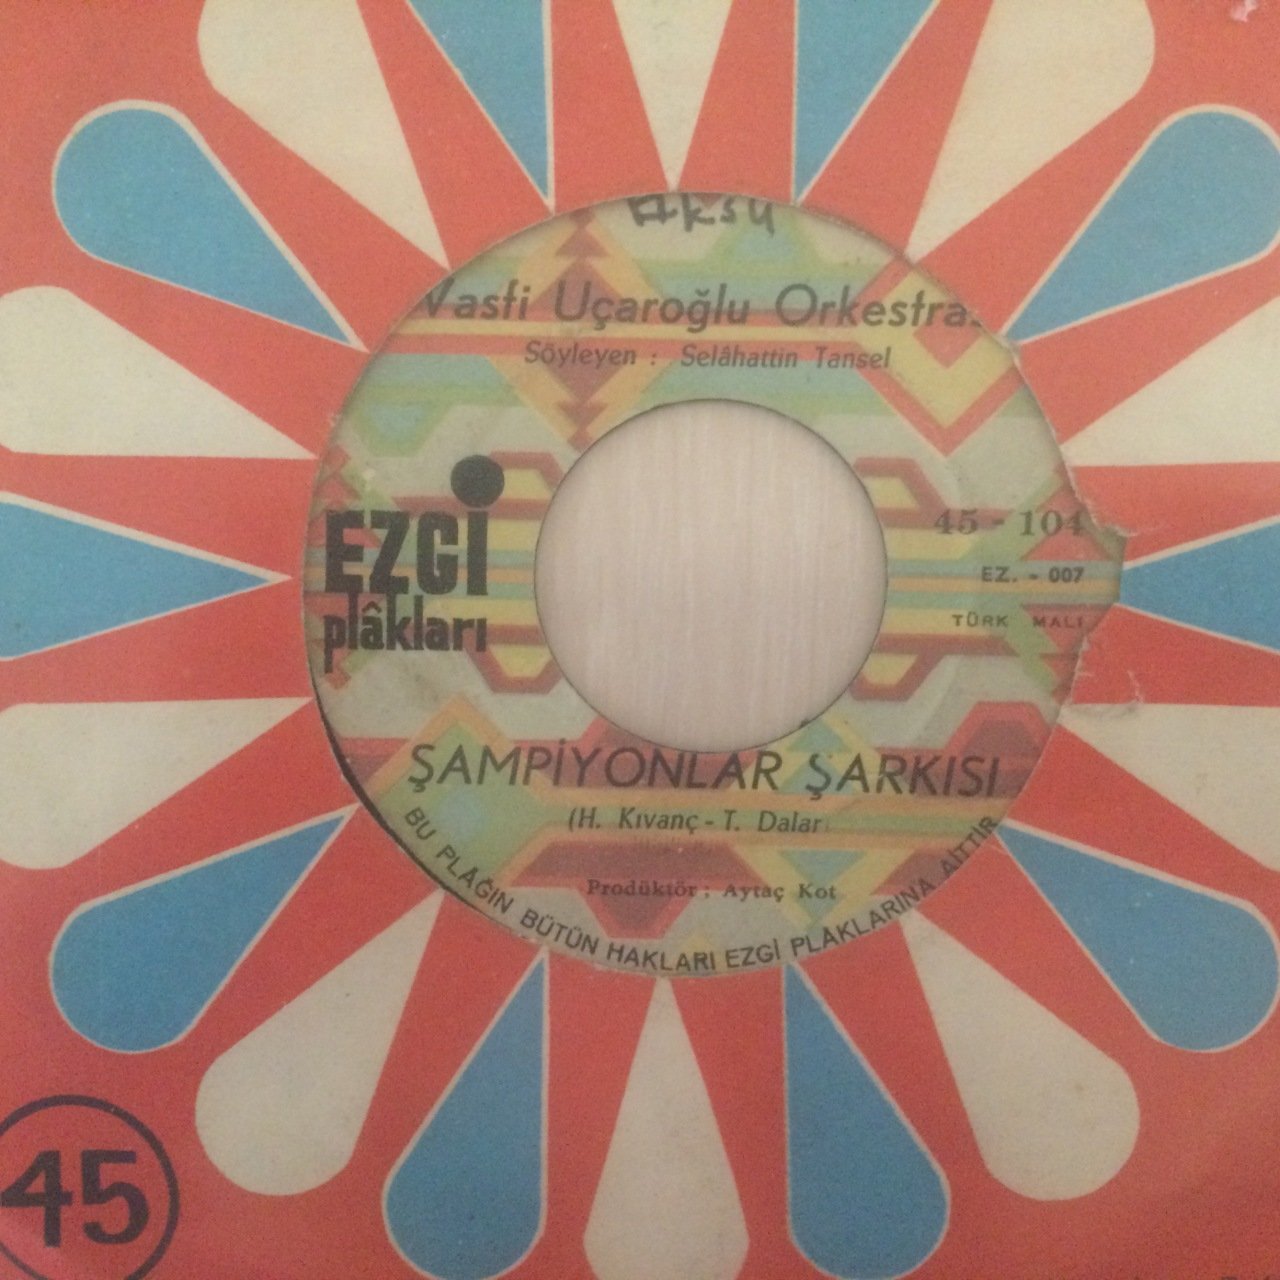 Aksu
Vasfi Uçaroğlu Orkestra
Söyleyen : Selâhattin Tansel
EZGİ
plâkları
45 - 104
EZ. - 007
TÜRK MALI
ŞAMPİYONLAR ŞARKISI
(H. Kıvanç - T. Dalar
Prodüktör : Aytaç Kot
BU PLAĞIN BÜTÜN HAKLARI EZGİ PLAKLARINA AİTTİR
45